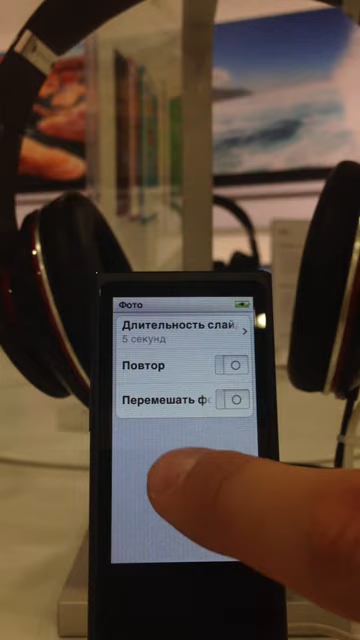 Фото
Длительность слай
5 секунд
Повтор
Перемешать ф